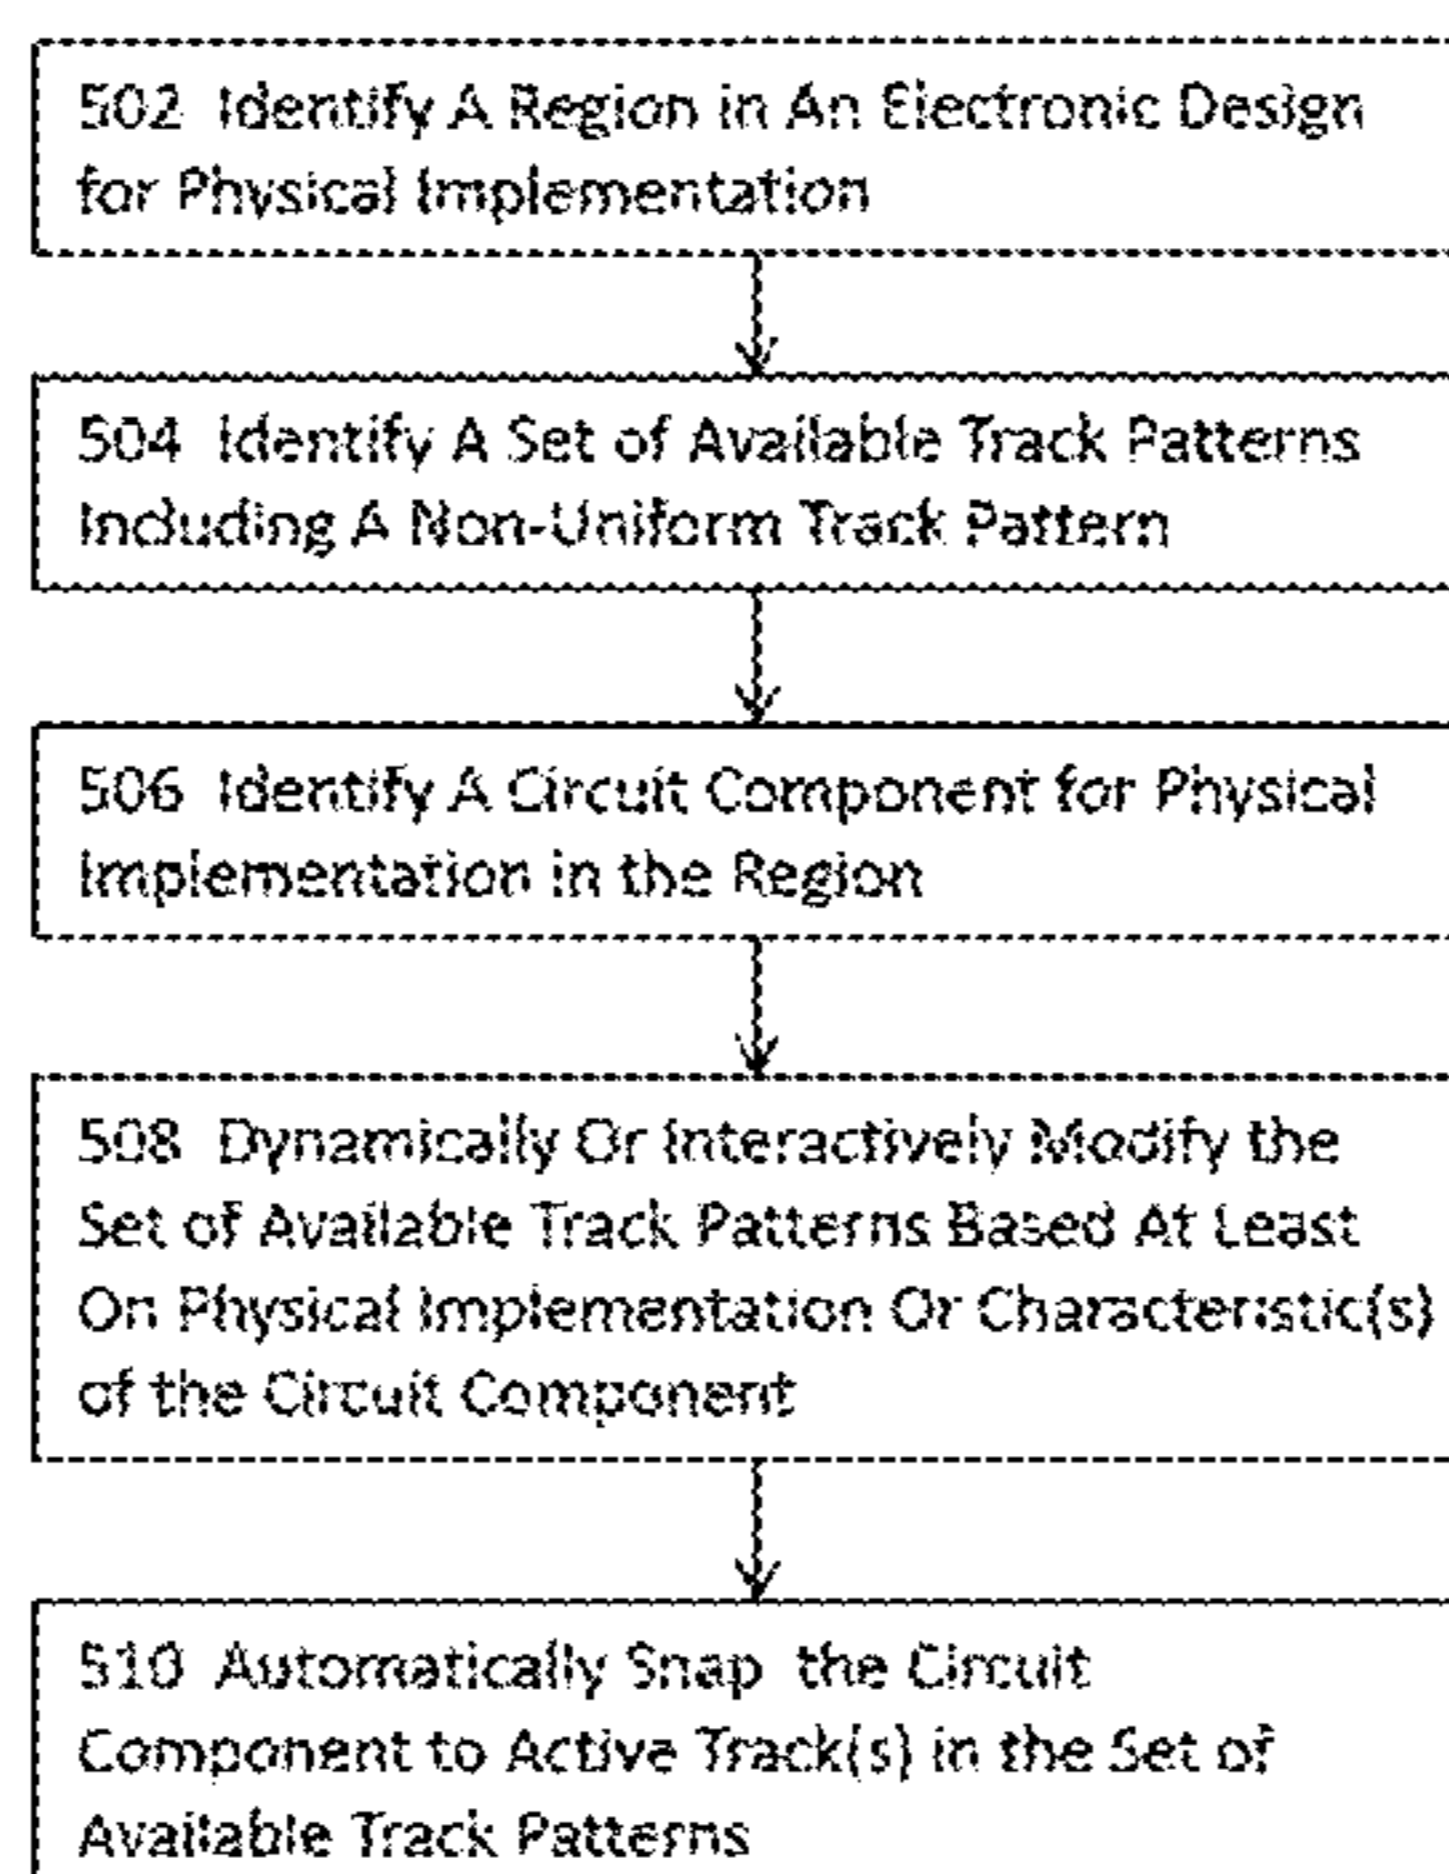 502 Identify A Region in An Electronic Design
for Physical Implementation
504 Identify A Set of Available Track Patterns
Including A Non-Uniform Track Pattern
506 Identify A Circuit Component for Physical
Implementation in the Region
508 Dynamically Or Interactively Modify the
Set of Available Track Patterns Based At Least
On Physical Implementation Or Characteristic(s)
of the Circuit Component
510 Automatically Snap the Circuit
Component to Active Track(s) in the Set of
Available Track Patterns